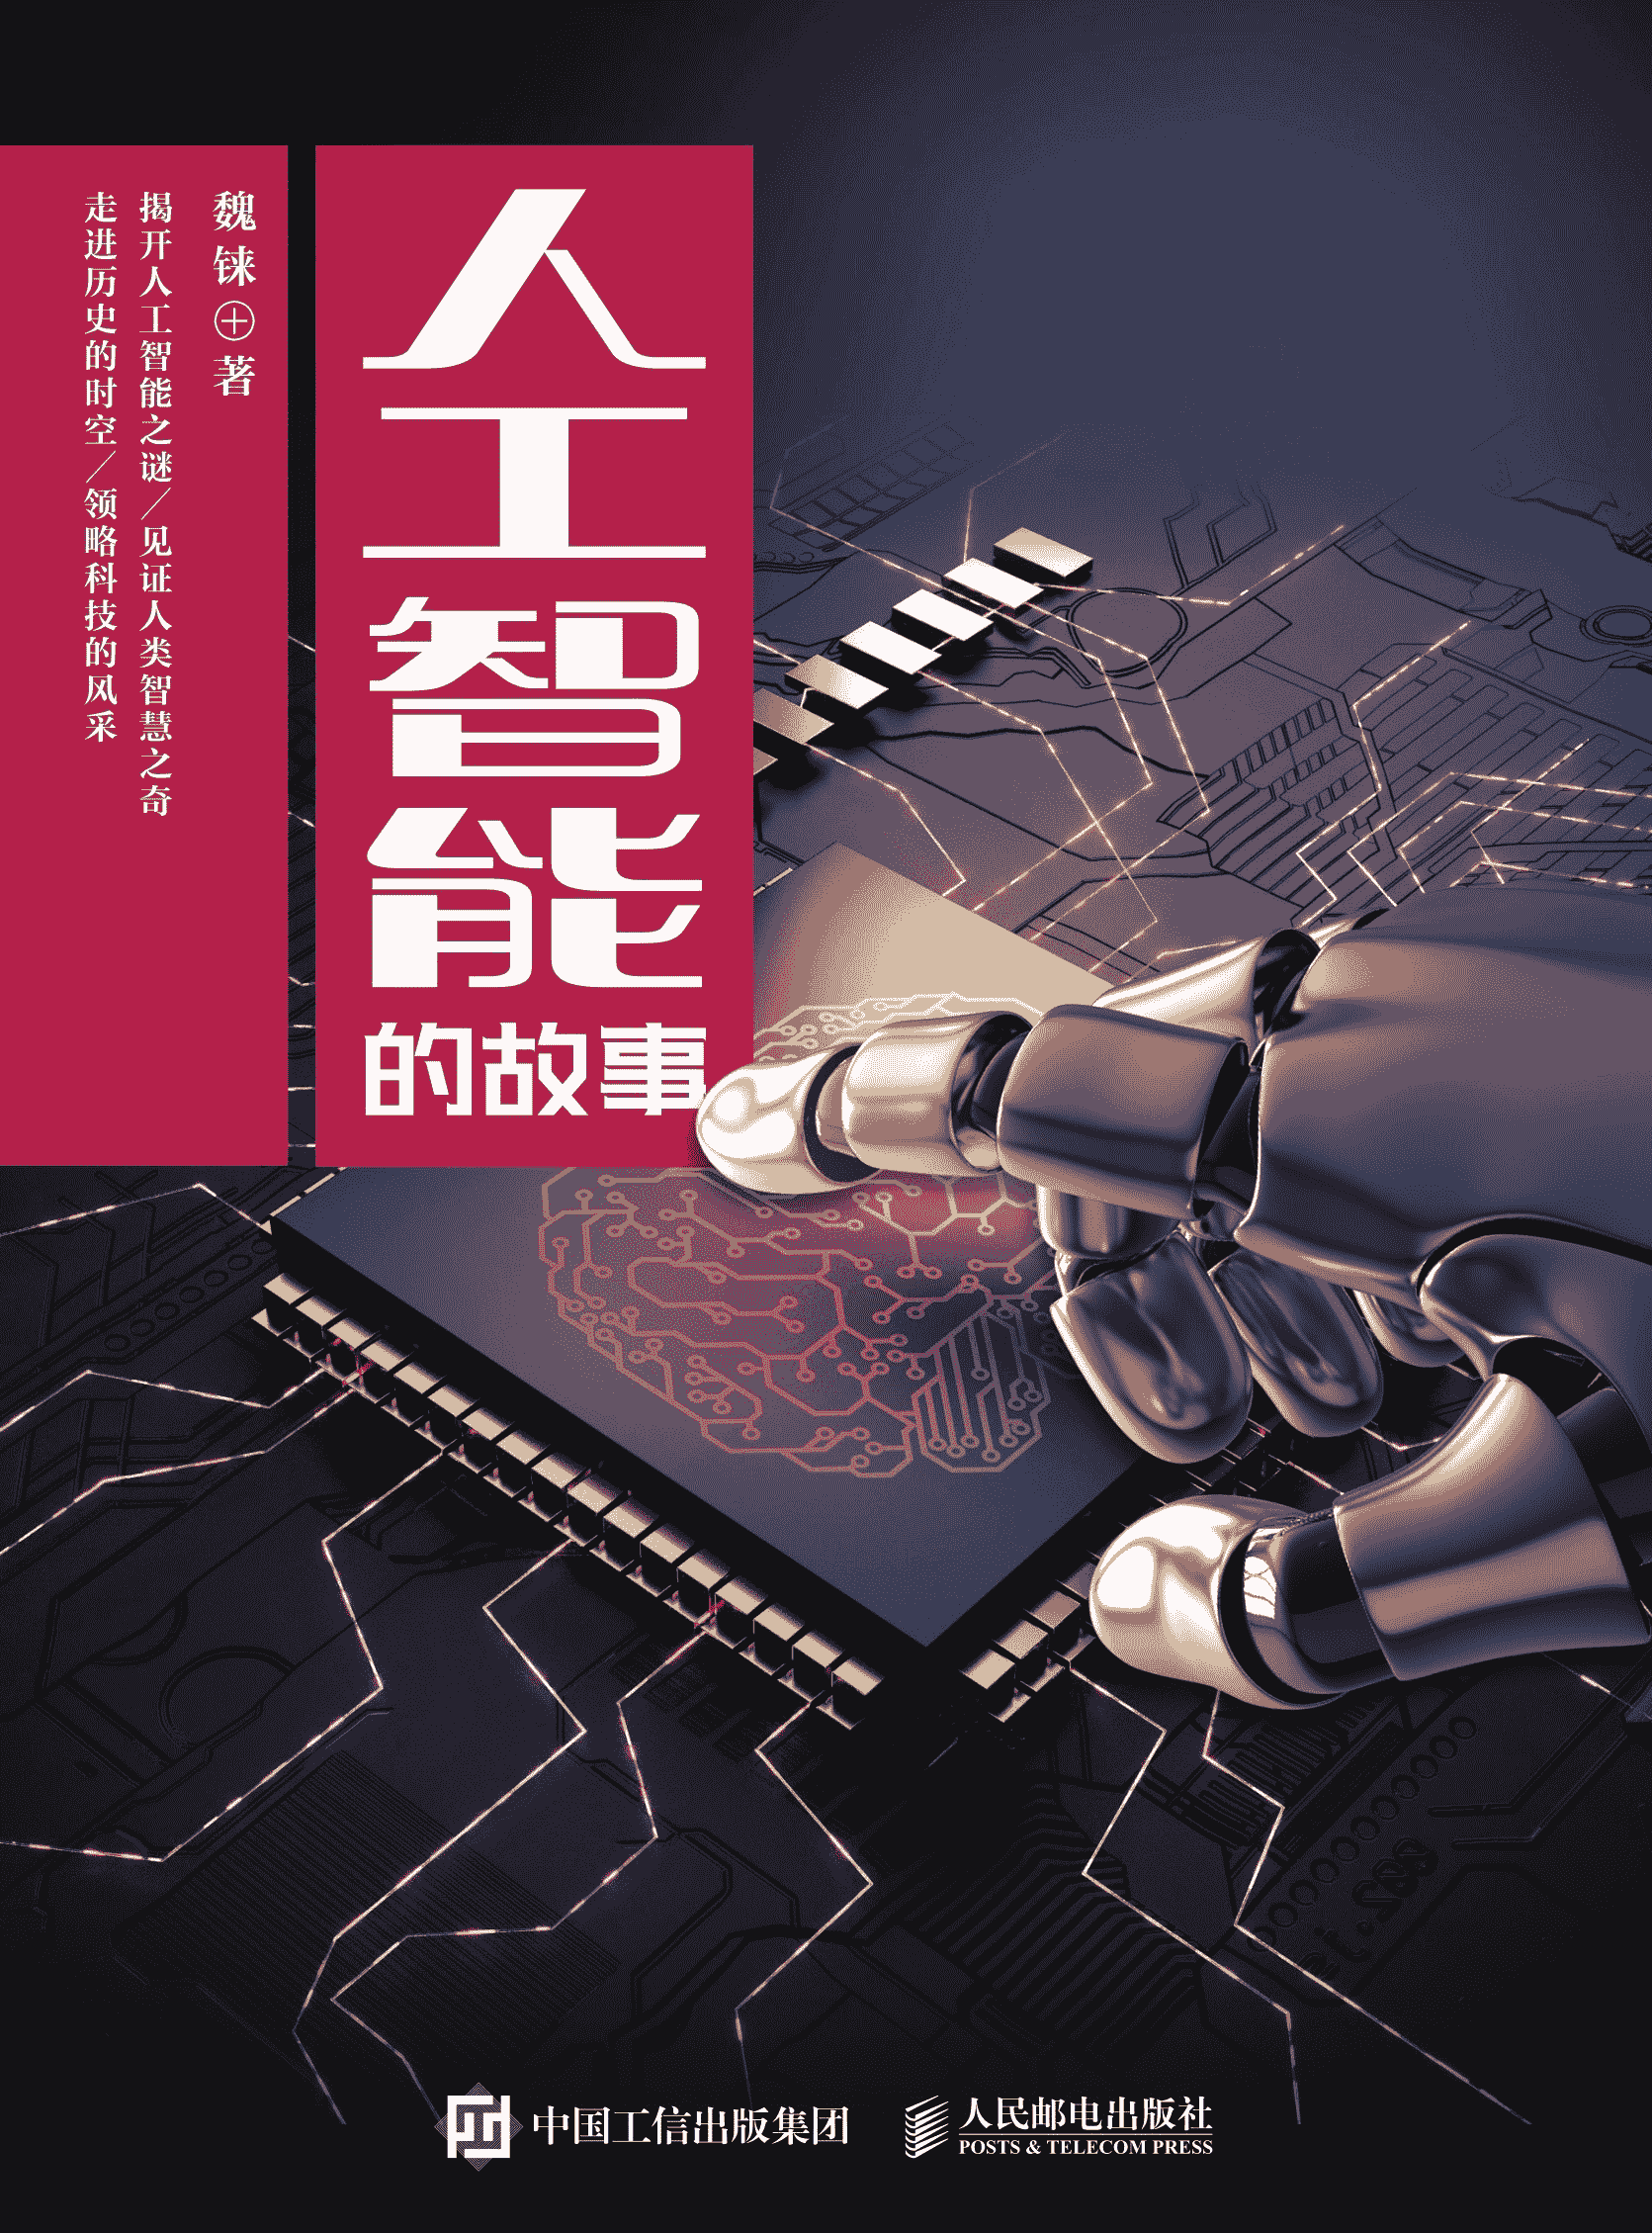 人工智能的故事
魏铼⊕著
揭开人工智能之谜／见证人类智慧之奇
走进历史的时空／领略科技的风采
中国工信出版集团
人民邮电出版社
POSTS & TELECOM PRESS